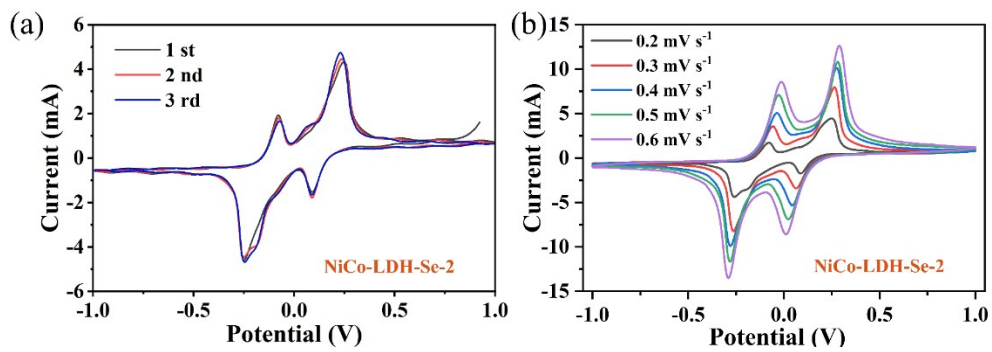 (a)
6
4
2
0
-2
-4
-6
Current (mA)
1 st
2 nd
3 rd
NiCo-LDH-Se-2
-1.0
-0.5
0.0
0.5
1.0
Potential (V)
(b)
15
10
5
0
-5
-10
-15
Current (mA)
0.2 mV s⁻¹
0.3 mV s⁻¹
0.4 mV s⁻¹
0.5 mV s⁻¹
0.6 mV s⁻¹
NiCo-LDH-Se-2
-1.0
-0.5
0.0
0.5
1.0
Potential (V)